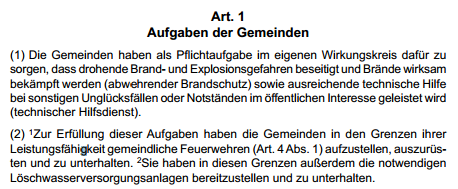 Art. 1
Aufgaben der Gemeinden
(1) Die Gemeinden haben als Pflichtaufgabe im eigenen Wirkungskreis dafür zu
sorgen, dass drohende Brand- und Explosionsgefahren beseitigt und Brände wirksam
bekämpft werden (abwehrender Brandschutz) sowie ausreichende technische Hilfe
bei sonstigen Unglücksfällen oder Notständen im öffentlichen Interesse geleistet wird
(technischer Hilfsdienst).
(2) ¹Zur Erfüllung dieser Aufgaben haben die Gemeinden in den Grenzen ihrer
Leistungsfähigkeit gemeindliche Feuerwehren (Art. 4 Abs. 1) aufzustellen, auszurüs-
ten und zu unterhalten. ²Sie haben in diesen Grenzen außerdem die notwendigen
Löschwasserversorgungsanlagen bereitzustellen und zu unterhalten.